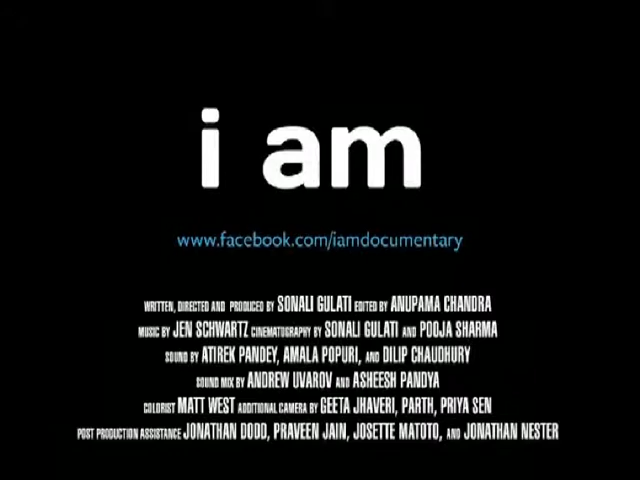 i am
www.facebook.com/iamdocumentary
WRITTEN, DIRECTED AND PRODUCED BY SONALI GULATI EDITED BY ANUPAMA CHANDRA
MUSIC BY JEN SCHWARTZ CINEMATOGRAPHY BY SONALI GULATI AND POOJA SHARMA
SOUND BY ATIREK PANDEY, AMALA POPURI, AND DILIP CHAUDHURY
SOUND MIX BY ANDREW UVAROV AND ASHEESH PANDYA
COLORIST MATT WEST ADDITIONAL CAMERA BY GEETA JHAVERI, PARTH, PRIYA SEN
POST PRODUCTION ASSISTANCE JONATHAN DODD, PRAVEEN JAIN, JOSETTE MATOTO, AND JONATHAN NESTER